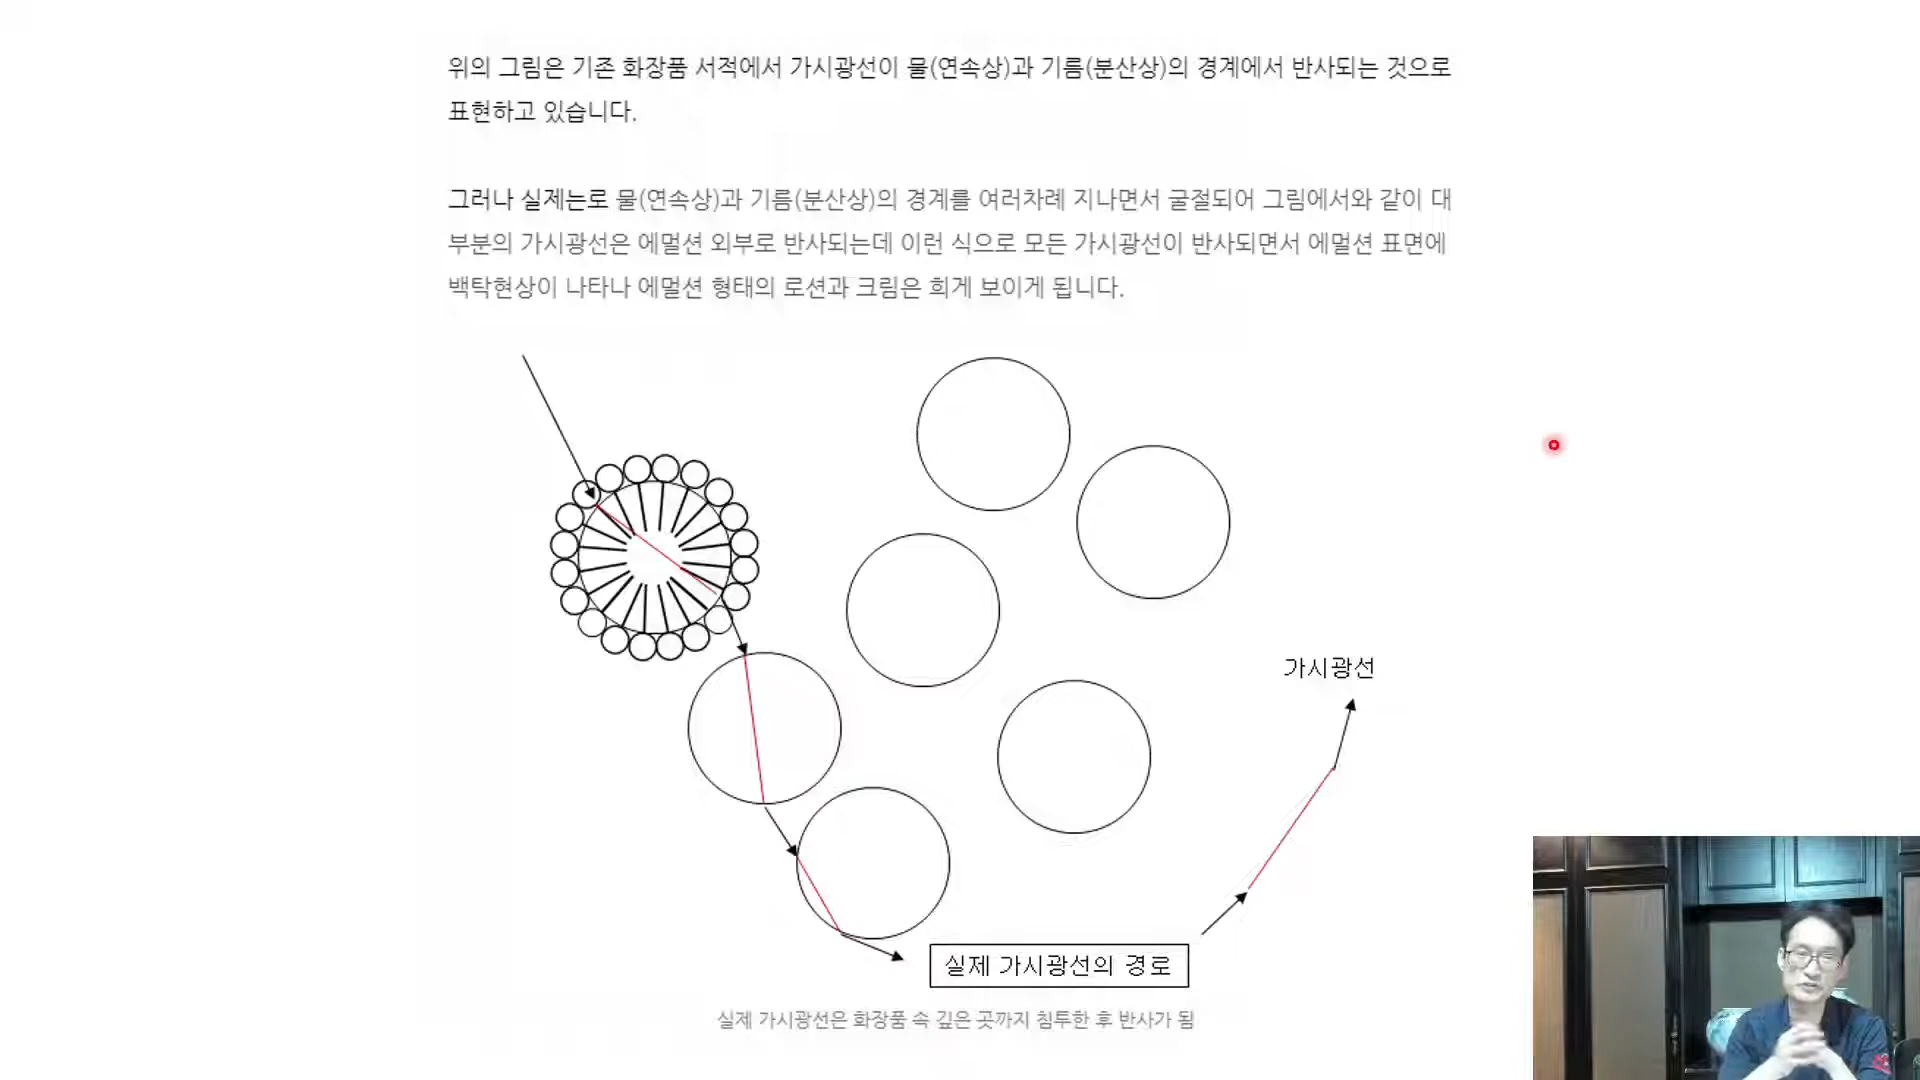 위의 그림은 기존 화장품 서적에서 가시광선이 물(연속상)과 기름(분산상)의 경계에서 반사되는 것으로
표현하고 있습니다.
그러나 실제는로 물(연속상)과 기름(분산상)의 경계를 여러차례 지나면서 굴절되어 그림에서와 같이 대
부분의 가시광선은 에멀션 외부로 반사되는데 이런 식으로 모든 가시광선이 반사되면서 에멀션 표면에
백탁현상이 나타나 에멀션 형태의 로션과 크림은 희게 보이게 됩니다.
가시광선
실제 가시광선의 경로
실제 가시광선은 화장품 속 깊은 곳까지 침투한 후 반사가 됨